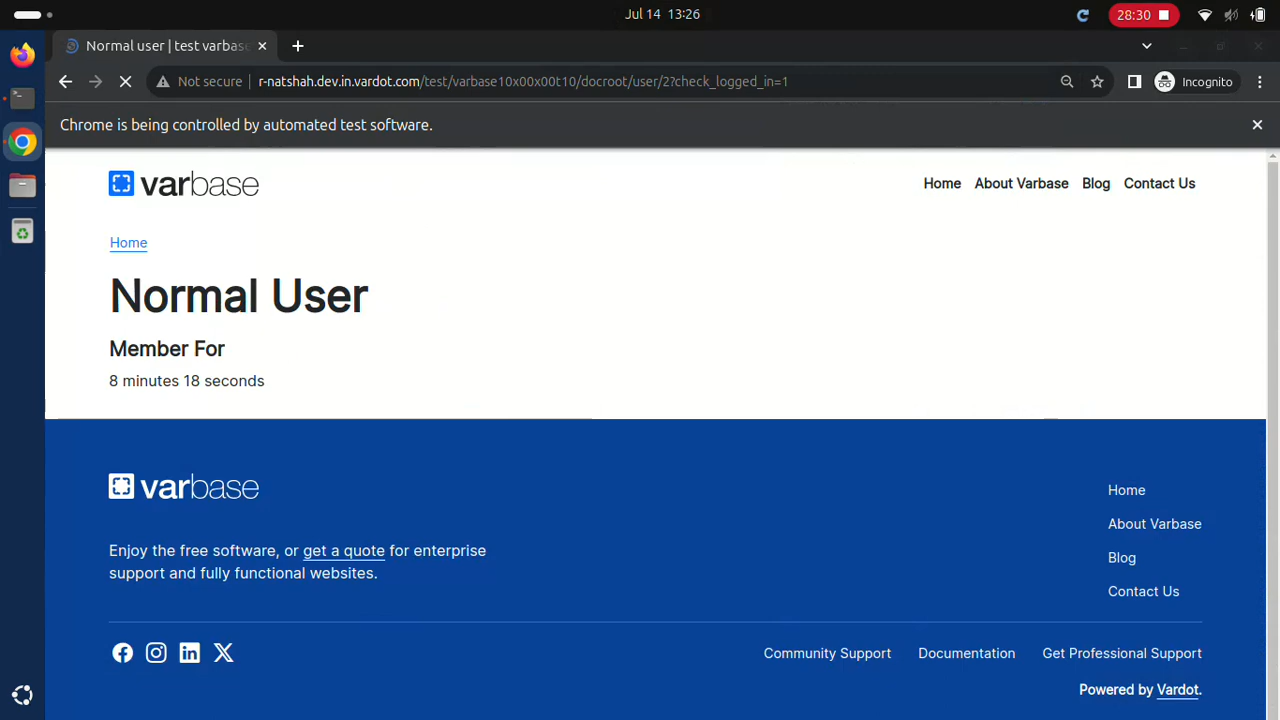 Jul 14 13:26
28:30
Normal user | test varbas
Not secure
r-natshah.dev.in.vardot.com/test/varbase10x00x00t10/docroot/user/2?check_logged_in=1
Incognito
Chrome is being controlled by automated test software.
varbase
Home
About Varbase
Blog
Contact Us
Home
Normal User
Member For
8 minutes 18 seconds
varbase
Enjoy the free software, or get a quote for enterprise
support and fully functional websites.
Home
About Varbase
Blog
Contact Us
Community Support
Documentation
Get Professional Support
Powered by Vardot.